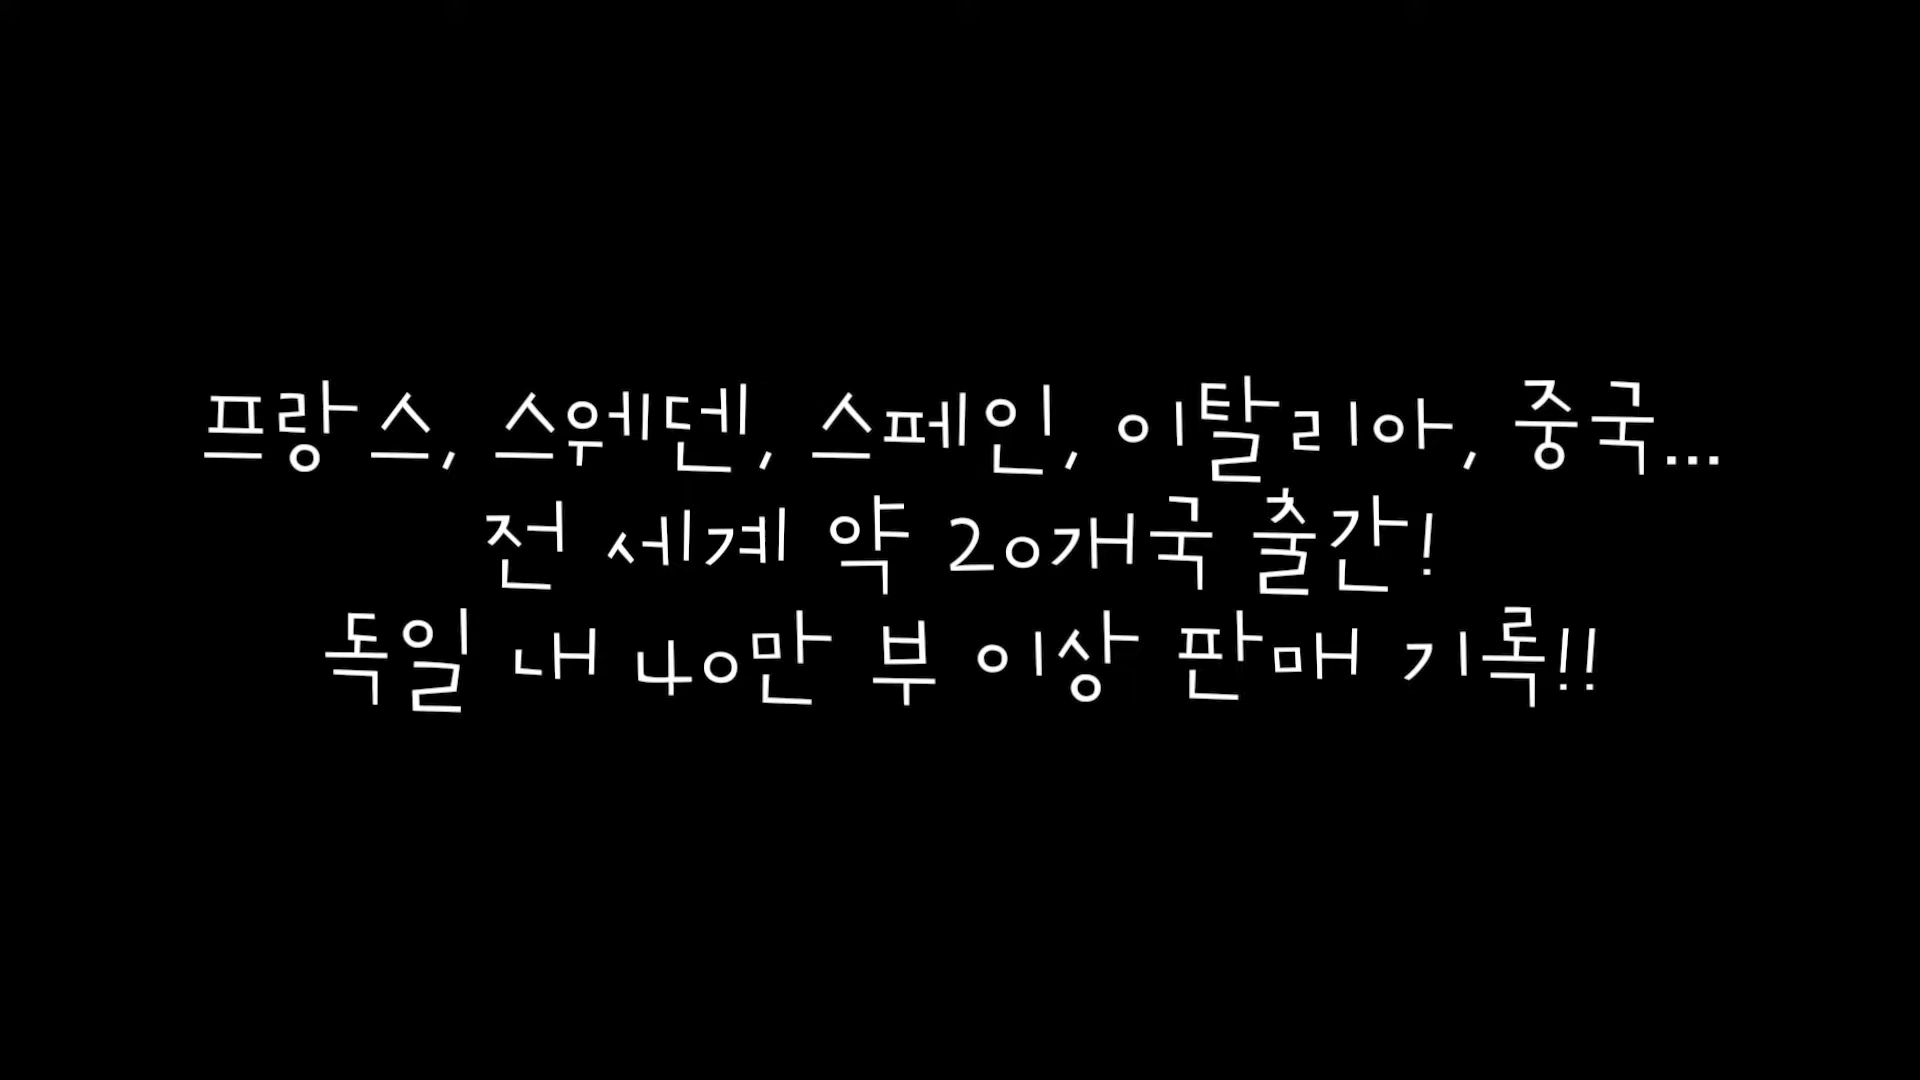 프랑스, 스웨덴, 스페인, 이탈리아, 중국...
전 세계 약 20개국 출간!
독일 내 40만 부 이상 판매 기록!!